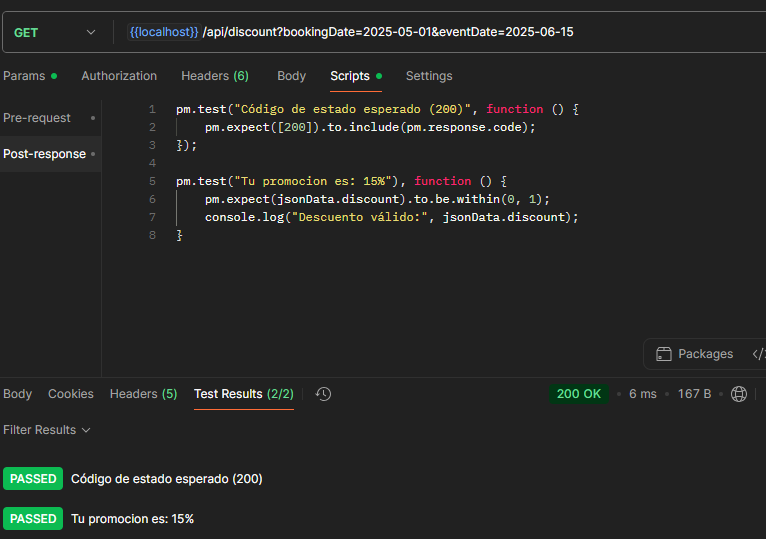 GET {{localhost}} /api/discount?bookingDate=2025-05-01&eventDate=2025-06-15
Params Authorization Headers (6) Body Scripts Settings
Pre-request
Post-response
1 pm.test("Código de estado esperado (200)", function () {
2 pm.expect([200]).to.include(pm.response.code);
3 });
4
5 pm.test("Tu promocion es: 15%"), function () {
6 pm.expect(jsonData.discount).to.be.within(0, 1);
7 console.log("Descuento válido:", jsonData.discount);
8 }
Packages </>
Body Cookies Headers (5) Test Results (2/2) 200 OK 6 ms 167 B
Filter Results
PASSED Código de estado esperado (200)
PASSED Tu promocion es: 15%